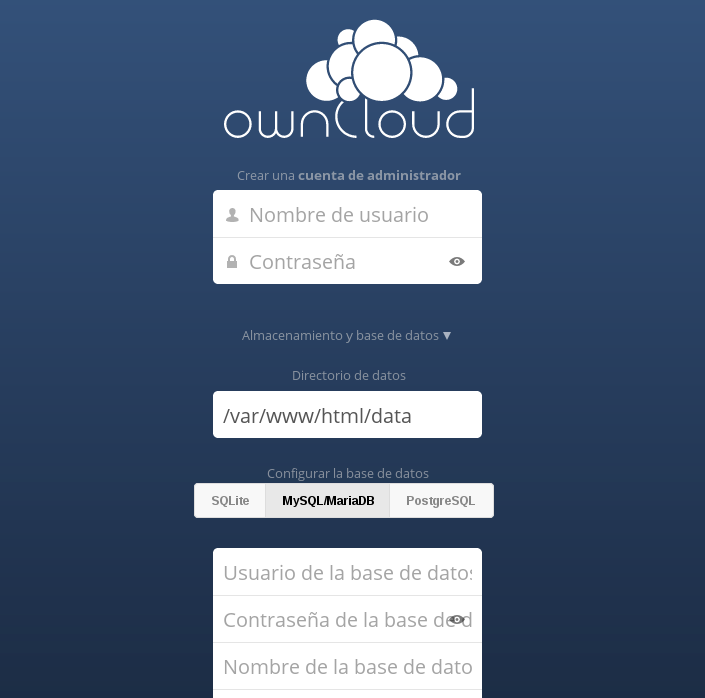 ownCloud
Crear una cuenta de administrador
Nombre de usuario
Contraseña
Almacenamiento y base de datos ▼
Directorio de datos
/var/www/html/data
Configurar la base de datos
SQLite MySQL/MariaDB PostgreSQL
Usuario de la base de datos
Contraseña de la base de d
Nombre de la base de dato